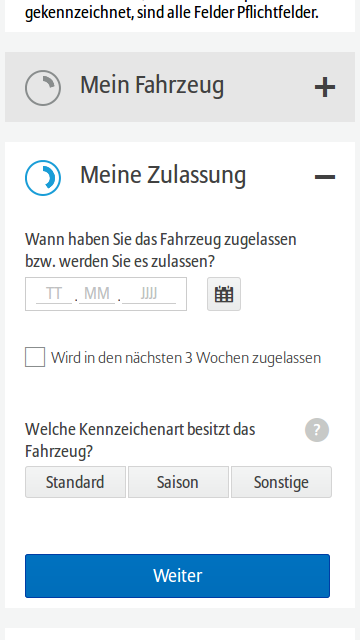 gekennzeichnet, sind alle Felder Pflichtfelder.
Mein Fahrzeug
Meine Zulassung
Wann haben Sie das Fahrzeug zugelassen
bzw. werden Sie es zulassen?
TT . MM . JJJJ
Wird in den nächsten 3 Wochen zugelassen
Welche Kennzeichenart besitzt das ?
Fahrzeug?
Standard Saison Sonstige
Weiter